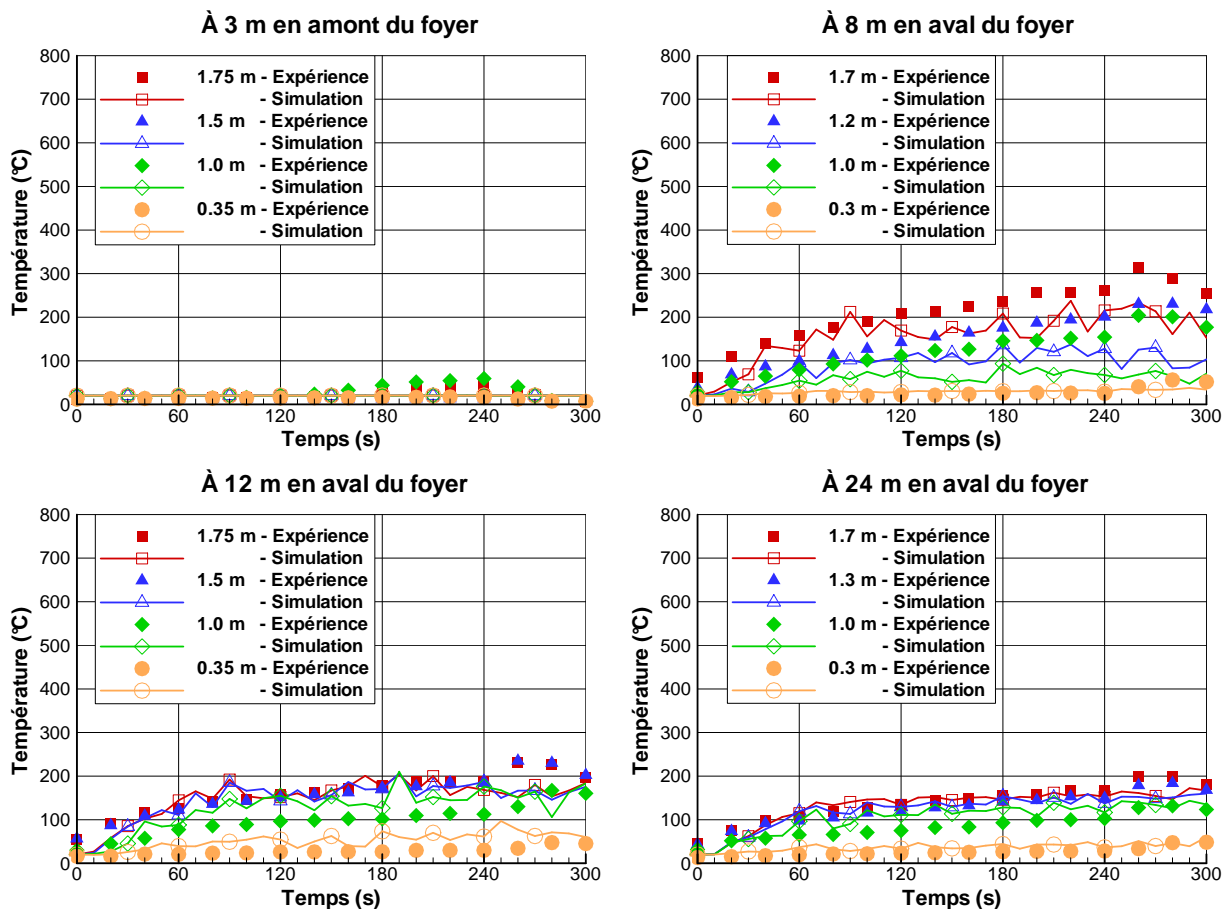 À 3 m en amont du foyer
Température (°C)
800
700
600
500
400
300
200
100
0
1.75 m - Expérience
- Simulation
1.5 m - Expérience
- Simulation
1.0 m - Expérience
- Simulation
0.35 m - Expérience
- Simulation
0 60 120 180 240 300
Temps (s)
À 8 m en aval du foyer
Température (°C)
800
700
600
500
400
300
200
100
0
1.7 m - Expérience
- Simulation
1.2 m - Expérience
- Simulation
1.0 m - Expérience
- Simulation
0.3 m - Expérience
- Simulation
0 60 120 180 240 300
Temps (s)
À 12 m en aval du foyer
Température (°C)
800
700
600
500
400
300
200
100
0
1.75 m - Expérience
- Simulation
1.5 m - Expérience
- Simulation
1.0 m - Expérience
- Simulation
0.35 m - Expérience
- Simulation
0 60 120 180 240 300
Temps (s)
À 24 m en aval du foyer
Température (°C)
800
700
600
500
400
300
200
100
0
1.7 m - Expérience
- Simulation
1.3 m - Expérience
- Simulation
1.0 m - Expérience
- Simulation
0.3 m - Expérience
- Simulation
0 60 120 180 240 300
Temps (s)